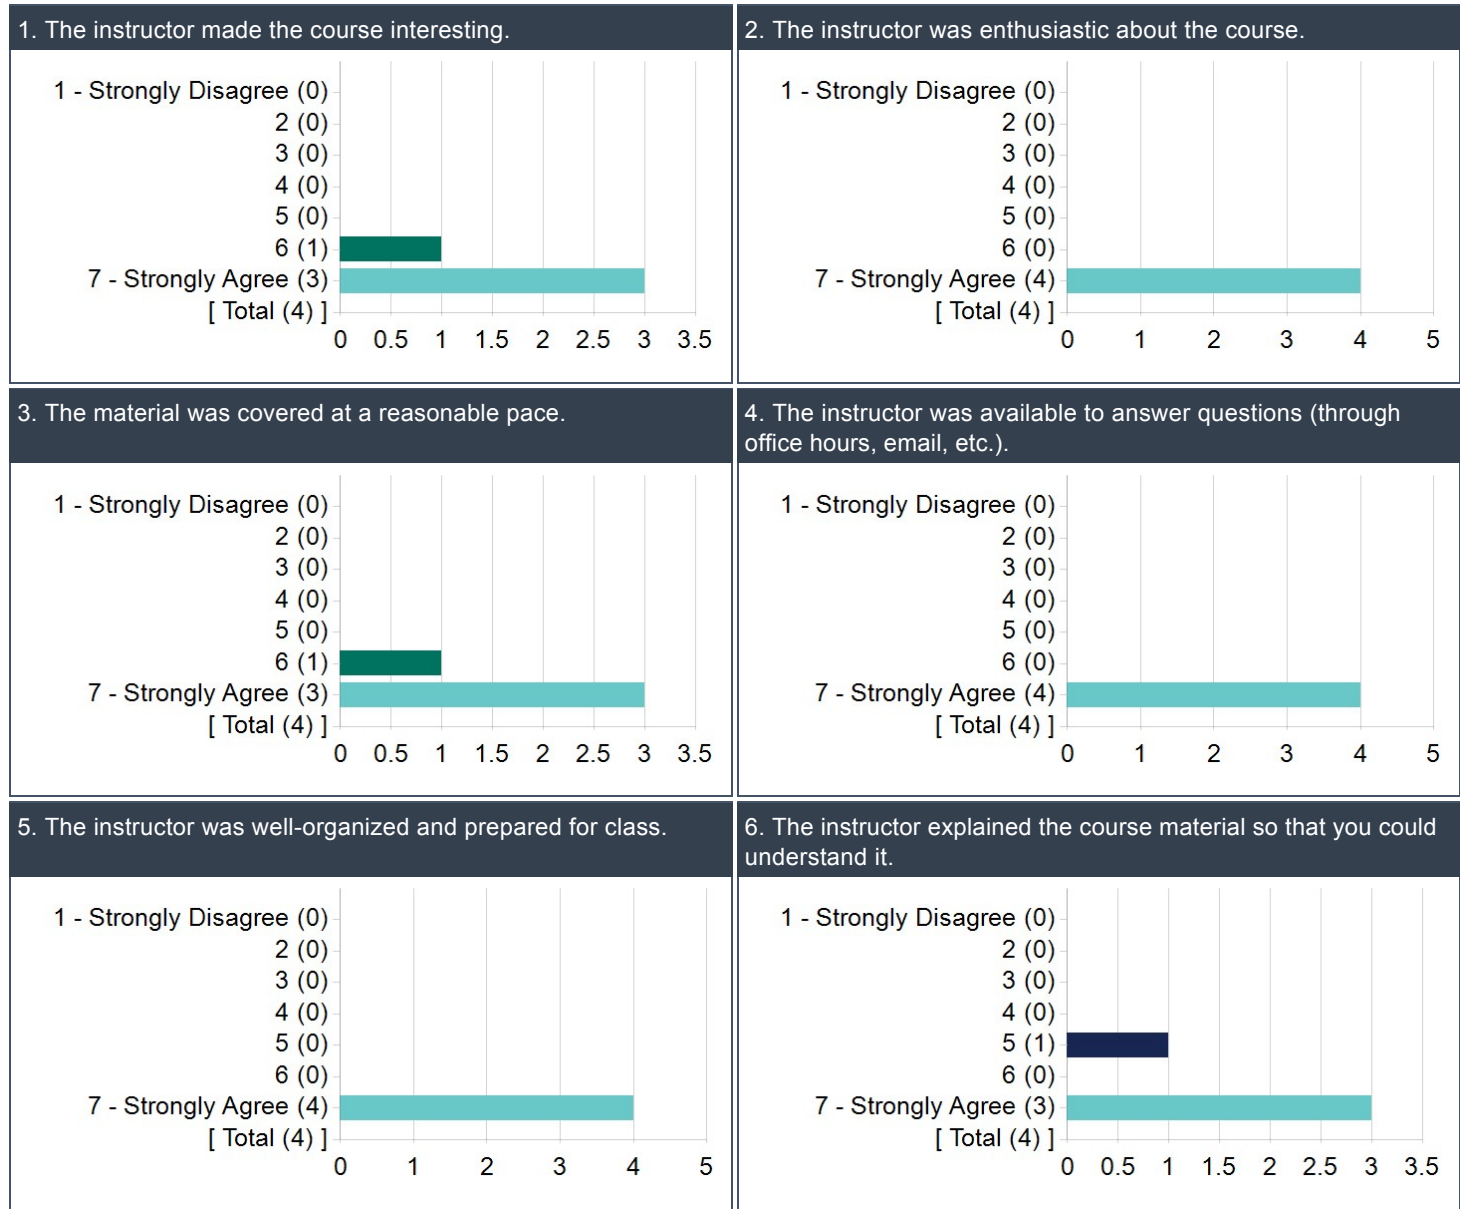 1. The instructor made the course interesting.
1 - Strongly Disagree (0)
2 (0)
3 (0)
4 (0)
5 (0)
6 (1)
7 - Strongly Agree (3)
[ Total (4) ]
0 0.5 1 1.5 2 2.5 3 3.5
2. The instructor was enthusiastic about the course.
1 - Strongly Disagree (0)
2 (0)
3 (0)
4 (0)
5 (0)
6 (0)
7 - Strongly Agree (4)
[ Total (4) ]
0 1 2 3 4 5
3. The material was covered at a reasonable pace.
1 - Strongly Disagree (0)
2 (0)
3 (0)
4 (0)
5 (0)
6 (1)
7 - Strongly Agree (3)
[ Total (4) ]
0 0.5 1 1.5 2 2.5 3 3.5
4. The instructor was available to answer questions (through
office hours, email, etc.).
1 - Strongly Disagree (0)
2 (0)
3 (0)
4 (0)
5 (0)
6 (0)
7 - Strongly Agree (4)
[ Total (4) ]
0 1 2 3 4 5
5. The instructor was well-organized and prepared for class.
1 - Strongly Disagree (0)
2 (0)
3 (0)
4 (0)
5 (0)
6 (0)
7 - Strongly Agree (4)
[ Total (4) ]
0 1 2 3 4 5
6. The instructor explained the course material so that you could
understand it.
1 - Strongly Disagree (0)
2 (0)
3 (0)
4 (0)
5 (1)
6 (0)
7 - Strongly Agree (3)
[ Total (4) ]
0 0.5 1 1.5 2 2.5 3 3.5